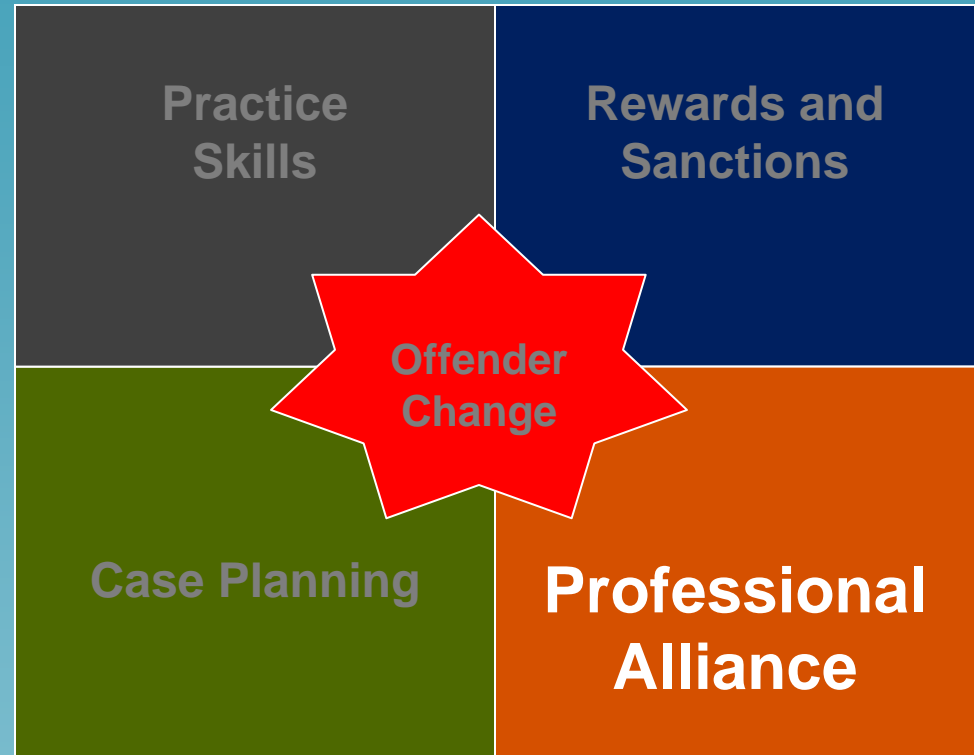 Practice
Skills
Rewards and
Sanctions
Offender
Change
Case Planning
Professional
Alliance